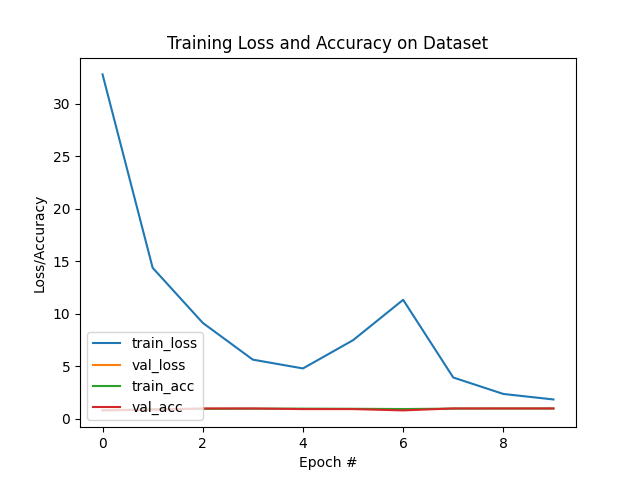 Training Loss and Accuracy on Dataset
Loss/Accuracy
30
25
20
15
10
5
0
train_loss
val_loss
train_acc
val_acc
0 2 4 6 8
Epoch #